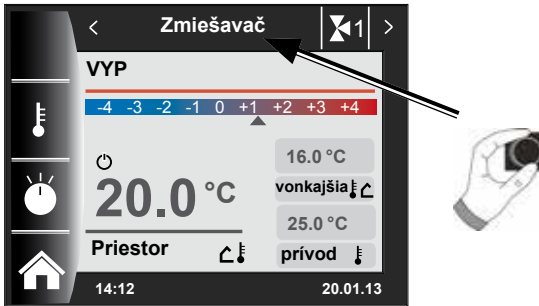 < Zmiešavač 1 >
VYP
-4 -3 -2 -1 0 +1 +2 +3 +4
16.0 °C
vonkajšia
20.0 °C
25.0 °C
Priestor
prívod
14:12 20.01.13